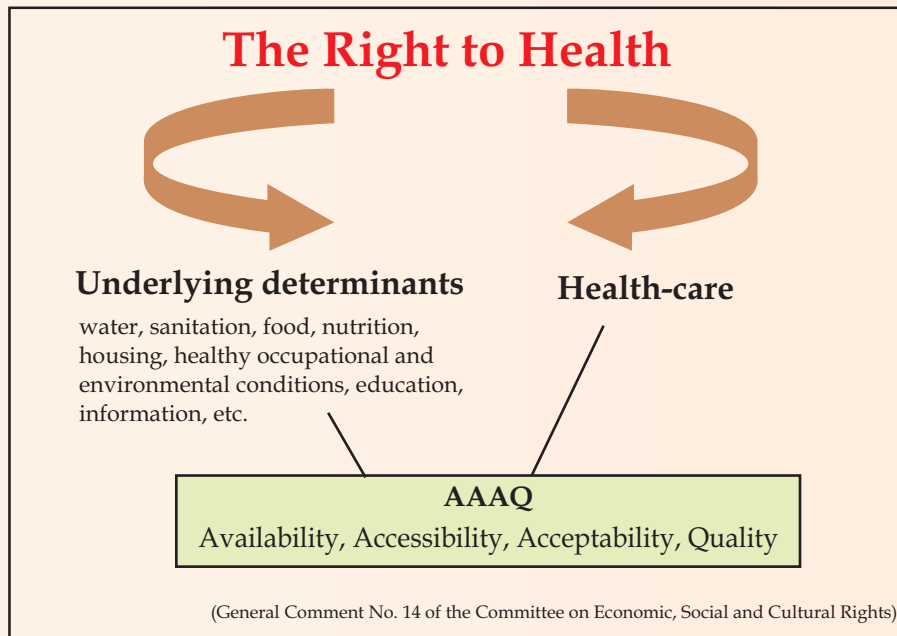 The Right to Health
Underlying determinants
water, sanitation, food, nutrition,
housing, healthy occupational and
environmental conditions, education,
information, etc.
Health-care
AAAQ
Availability, Accessibility, Acceptability, Quality
(General Comment No. 14 of the Committee on Economic, Social and Cultural Rights)